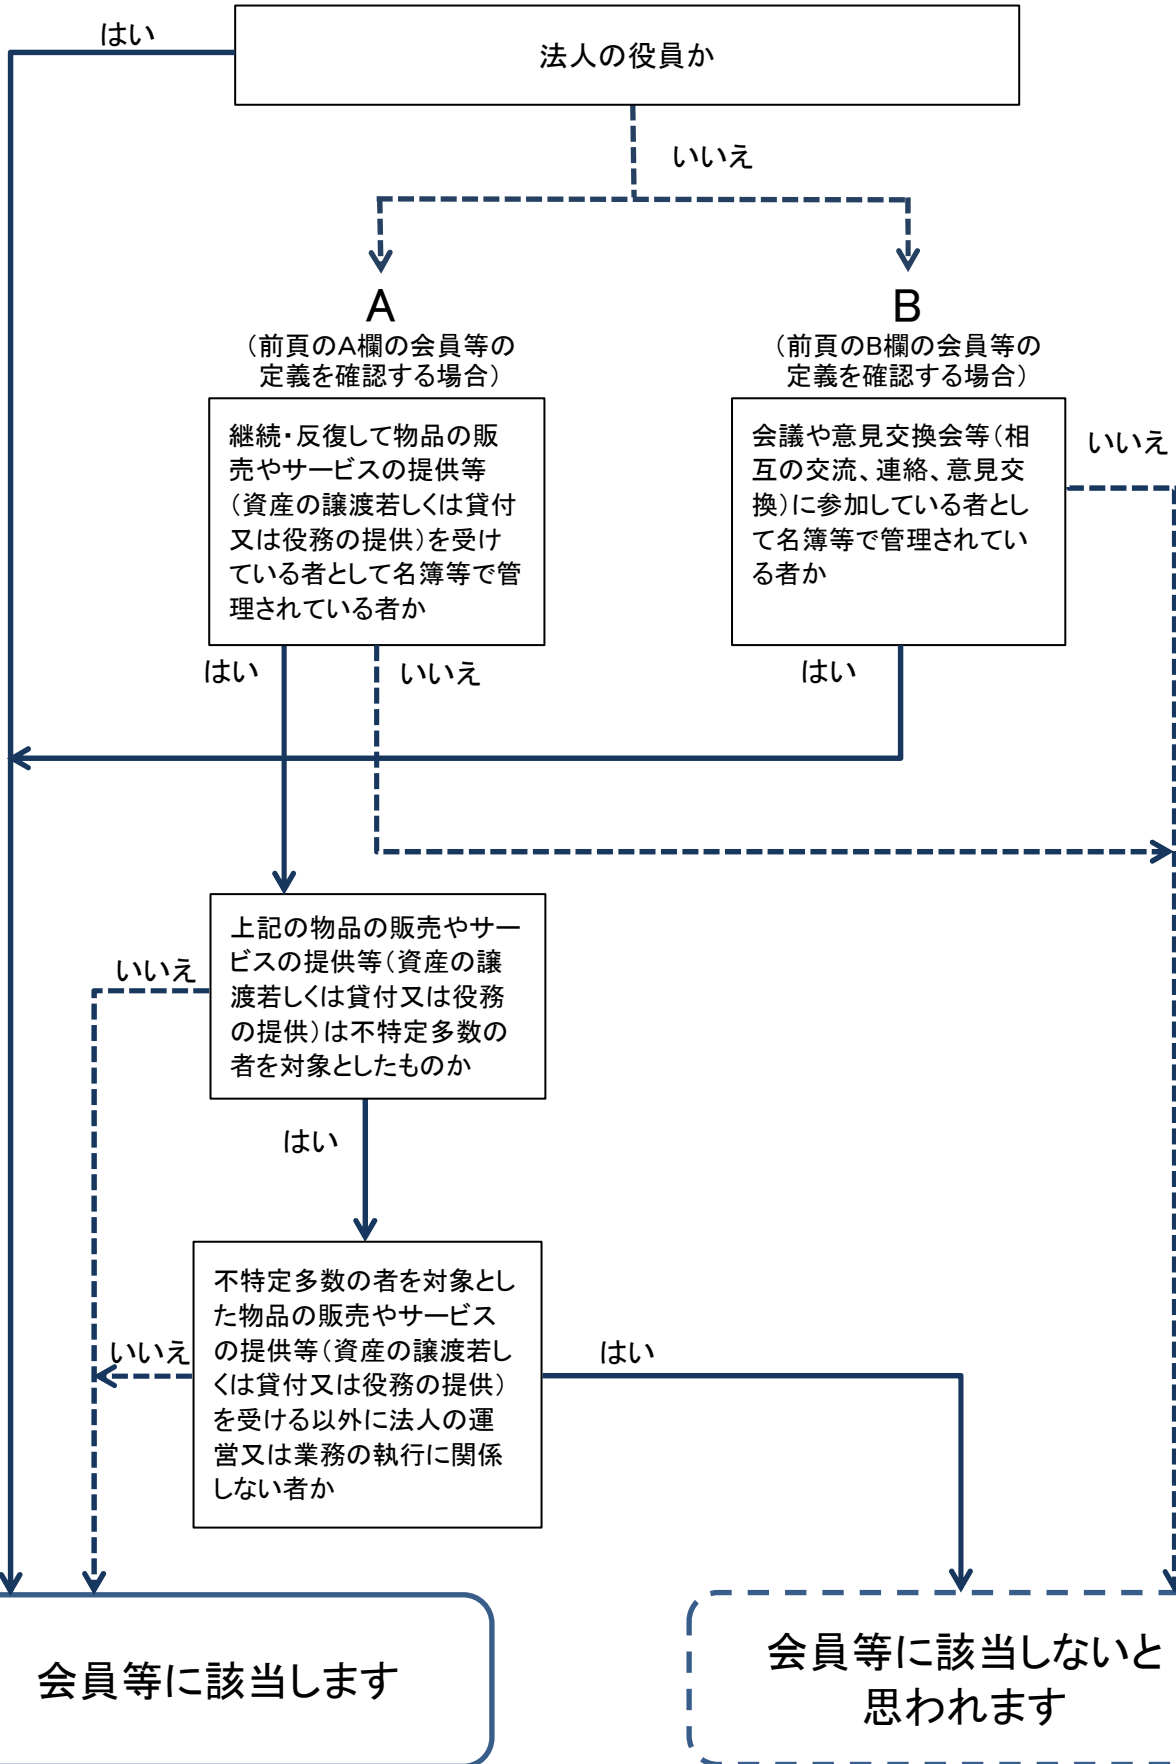 はい
法人の役員か
いいえ
A
（前頁のA欄の会員等の
定義を確認する場合）
B
（前頁のB欄の会員等の
定義を確認する場合）
継続・反復して物品の販
売やサービスの提供等
（資産の譲渡若しくは貸付
又は役務の提供）を受け
ている者として名簿等で管
理されている者か
会議や意見交換会等（相
互の交流、連絡、意見交
換）に参加している者とし
て名簿等で管理されてい
る者か
いいえ
はい
いいえ
はい
上記の物品の販売やサー
ビスの提供等（資産の譲
渡若しくは貸付又は役務
の提供）は不特定多数の
者を対象としたものか
いいえ
はい
不特定多数の者を対象とし
た物品の販売やサービス
の提供等（資産の譲渡若し
くは貸付又は役務の提供）
を受ける以外に法人の運
営又は業務の執行に関係
しない者か
いいえ
はい
会員等に該当します
会員等に該当しないと
思われます